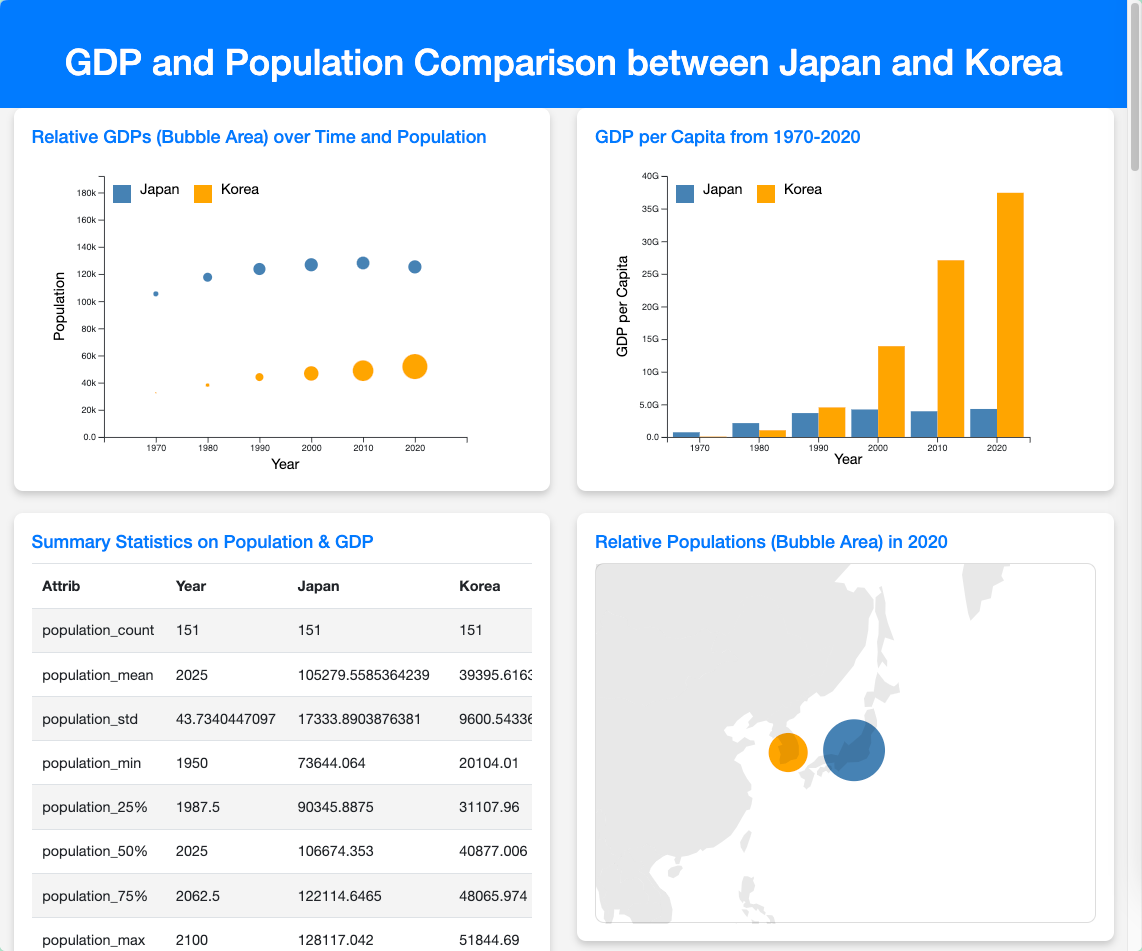 GDP and Population Comparison between Japan and Korea
Relative GDPs (Bubble Area) over Time and Population
Japan
Korea
180k
160k
140k
120k
100k
80k
60k
40k
20k
0.0
Population
1970 1980 1990 2000 2010 2020
Year
GDP per Capita from 1970-2020
Japan
Korea
40G
35G
30G
25G
20G
15G
10G
5.0G
0.0
GDP per Capita
1970 1980 1990 2000 2010 2020
Year
Summary Statistics on Population & GDP
Attrib Year Japan Korea
population_count 151 151 151
population_mean 2025 105279.5585364239 39395.6163
population_std 43.7340447097 17333.8903876381 9600.54336
population_min 1950 73644.064 20104.01
population_25% 1987.5 90345.8875 31107.96
population_50% 2025 106674.353 40877.006
population_75% 2062.5 122114.6465 48065.974
population_max 2100 128117.042 51844.69
Relative Populations (Bubble Area) in 2020